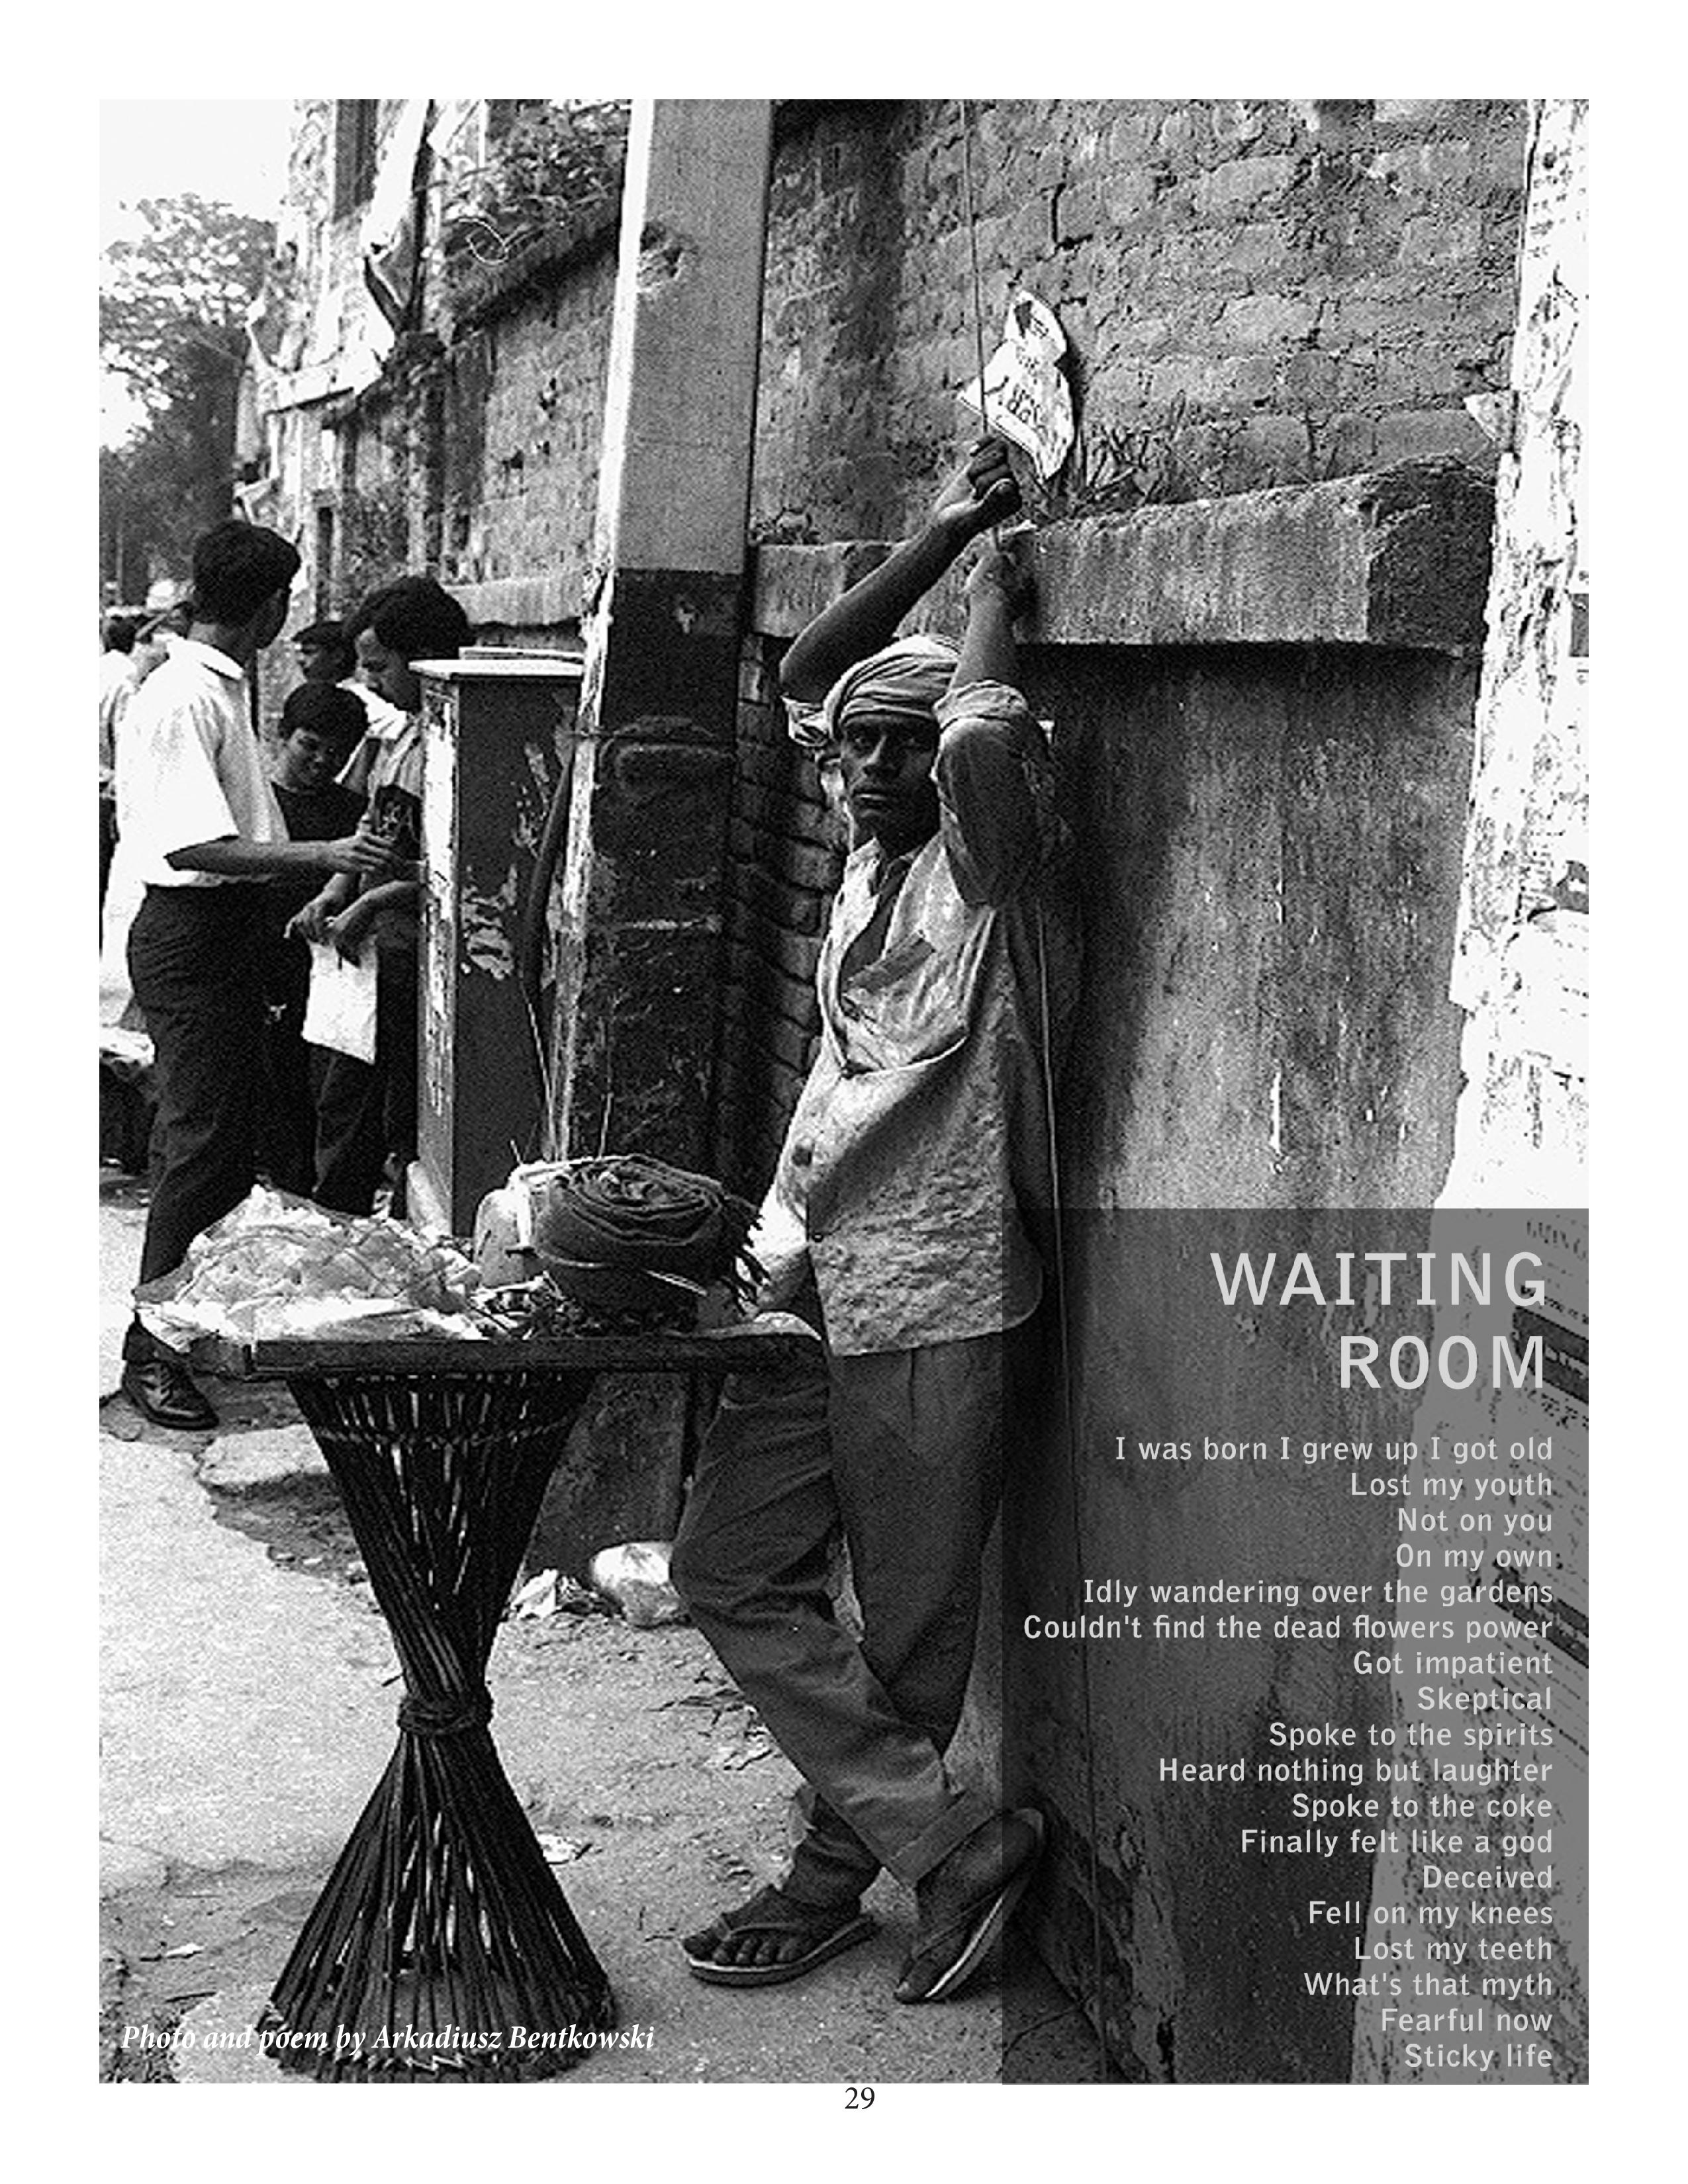 WAITING
ROOM
I was born I grew up I got old
Lost my youth
Not on you
On my own
Idly wandering over the gardens
Couldn't find the dead flowers power
Got impatient
Skeptical
Spoke to the spirits
Heard nothing but laughter
Spoke to the coke
Finally felt like a god
Deceived
Fell on my knees
Lost my teeth
What's that myth
Fearful now
Sticky life
Photo and poem by Arkadiusz Bentkowski
29